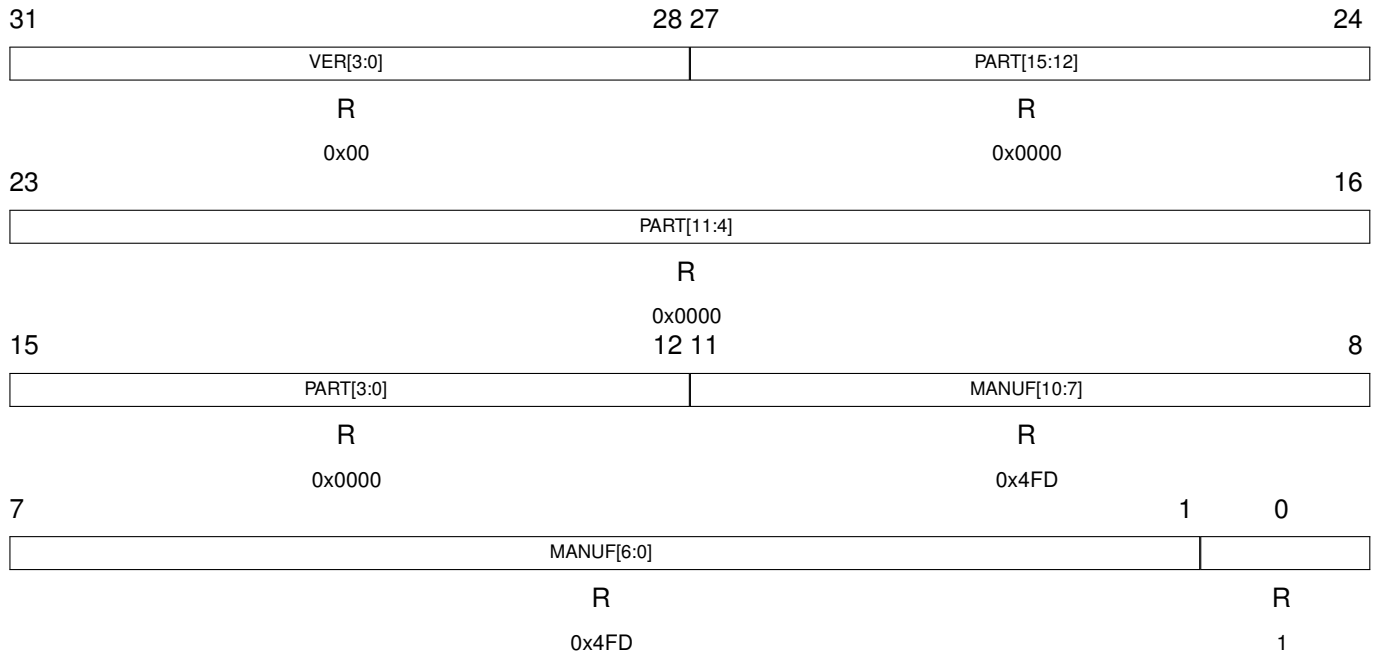 31 28 27 24
VER[3:0] PART[15:12]
R R
0x00 0x0000
23 16
PART[11:4]
R
0x0000
15 12 11 8
PART[3:0] MANUF[10:7]
R R
0x0000 0x4FD
7 1 0
MANUF[6:0]
R R
0x4FD 1